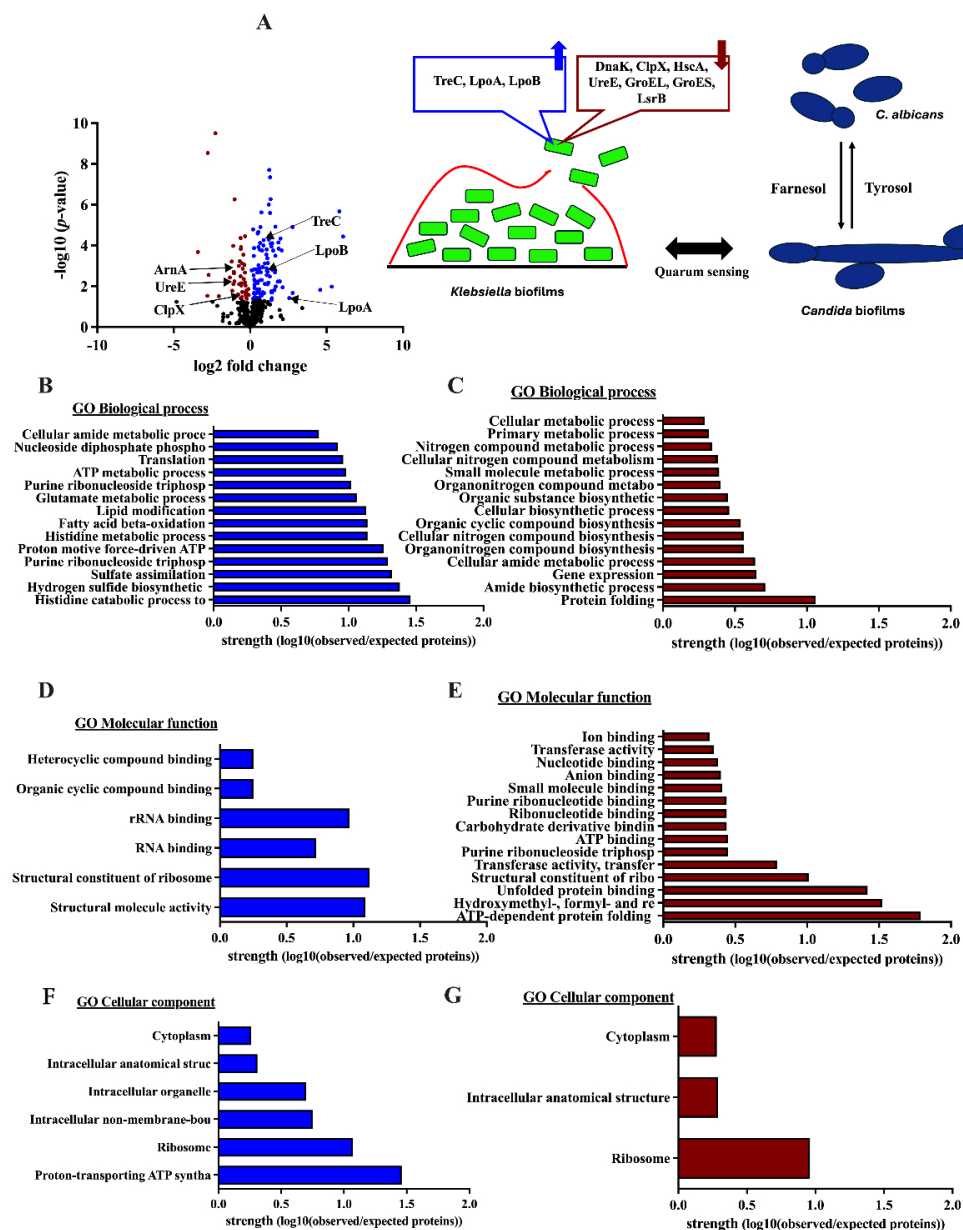 A
TreC, LpoA, LpoB
DnaK, ClpX, HscA,
UreE, GroEL, GroES,
LsrB
C. albicans
Farnesol
Tyrosol
Quarum sensing
Klebsiella biofilms
Candida biofilms
-log10 (p-value)
10
8
6
4
2
0
TreC
LpoB
ArnA
UreE
ClpX
LpoA
-10
-5
0
5
10
log2 fold change
B
GO Biological process
Cellular amide metabolic proce
Nucleoside diphosphate phospho
Translation
ATP metabolic process
Purine ribonucleoside triphosp
Glutamate metabolic process
Lipid modification
Fatty acid beta-oxidation
Histidine metabolic process
Proton motive force-driven ATP
Purine ribonucleoside triphosp
Sulfate assimilation
Hydrogen sulfide biosynthetic
Histidine catabolic process to
0.0 0.5 1.0 1.5 2.0
strength (log10(observed/expected proteins))
C
GO Biological process
Cellular metabolic process
Primary metabolic process
Nitrogen compound metabolic process
Cellular nitrogen compound metabolism
Small molecule metabolic process
Organonitrogen compound metabo
Organic substance biosynthetic
Cellular biosynthetic process
Organic cyclic compound biosynthesis
Cellular nitrogen compound biosynthesis
Organonitrogen compound biosynthesis
Cellular amide metabolic process
Gene expression
Amide biosynthetic process
Protein folding
0.0 0.5 1.0 1.5 2.0
strength (log10(observed/expected proteins))
D
GO Molecular function
Heterocyclic compound binding
Organic cyclic compound binding
rRNA binding
RNA binding
Structural constituent of ribosome
Structural molecule activity
0.0 0.5 1.0 1.5 2.0
strength (log10(observed/expected proteins))
E
GO Molecular function
Ion binding
Transferase activity
Nucleotide binding
Anion binding
Small molecule binding
Purine ribonucleotide binding
Ribonucleotide binding
Carbohydrate derivative bindin
ATP binding
Purine ribonucleoside triphosp
Transferase activity, transfer
Structural constituent of ribo
Unfolded protein binding
Hydroxymethyl-, formyl- and re
ATP-dependent protein folding
0.0 0.5 1.0 1.5 2.0
strength (log10(observed/expected proteins))
F
GO Cellular component
Cytoplasm
Intracellular anatomical struc
Intracellular organelle
Intracellular non-membrane-bou
Ribosome
Proton-transporting ATP syntha
0.0 0.5 1.0 1.5 2.0
strength (log10(observed/expected proteins))
G
GO Cellular component
Cytoplasm
Intracellular anatomical structure
Ribosome
0.0 0.5 1.0 1.5 2.0
strength (log10(observed/expected proteins))